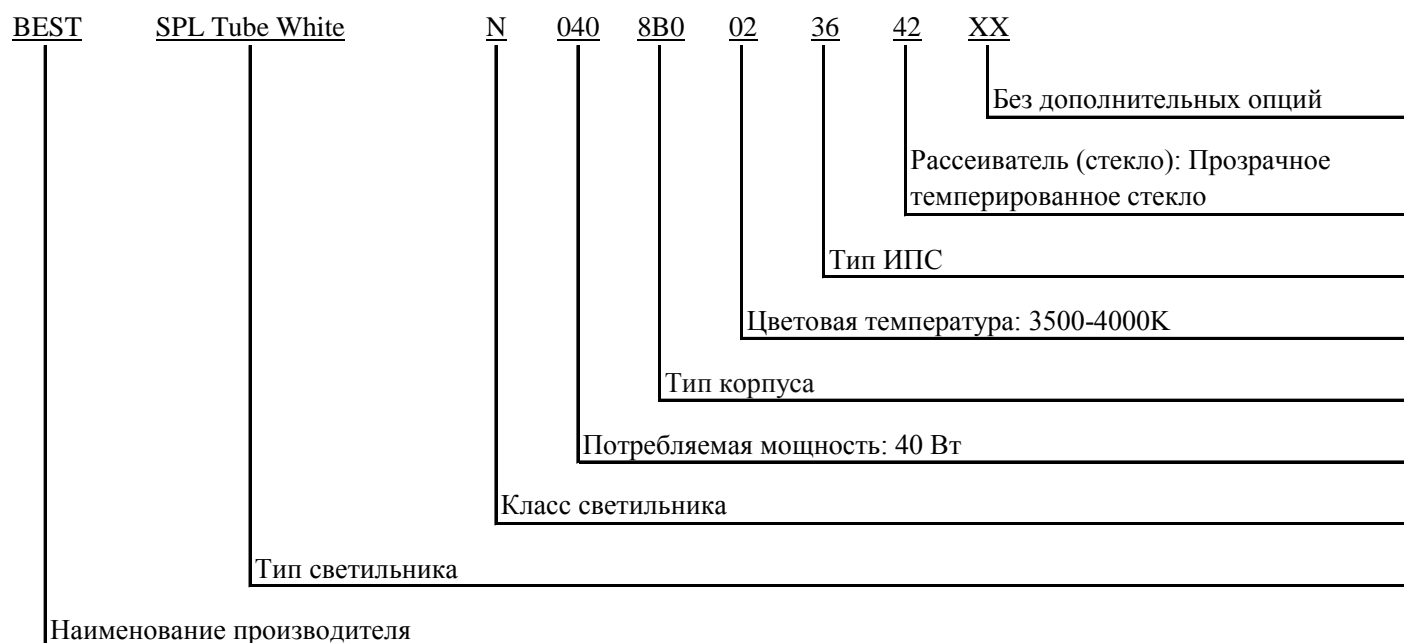 BEST SPL Tube White N 040 8B0 02 36 42 XX
Без дополнительных опций
Рассеиватель (стекло): Прозрачное
темперированное стекло
Тип ИПС
Цветовая температура: 3500-4000K
Тип корпуса
Потребляемая мощность: 40 Вт
Класс светильника
Тип светильника
Наименование производителя